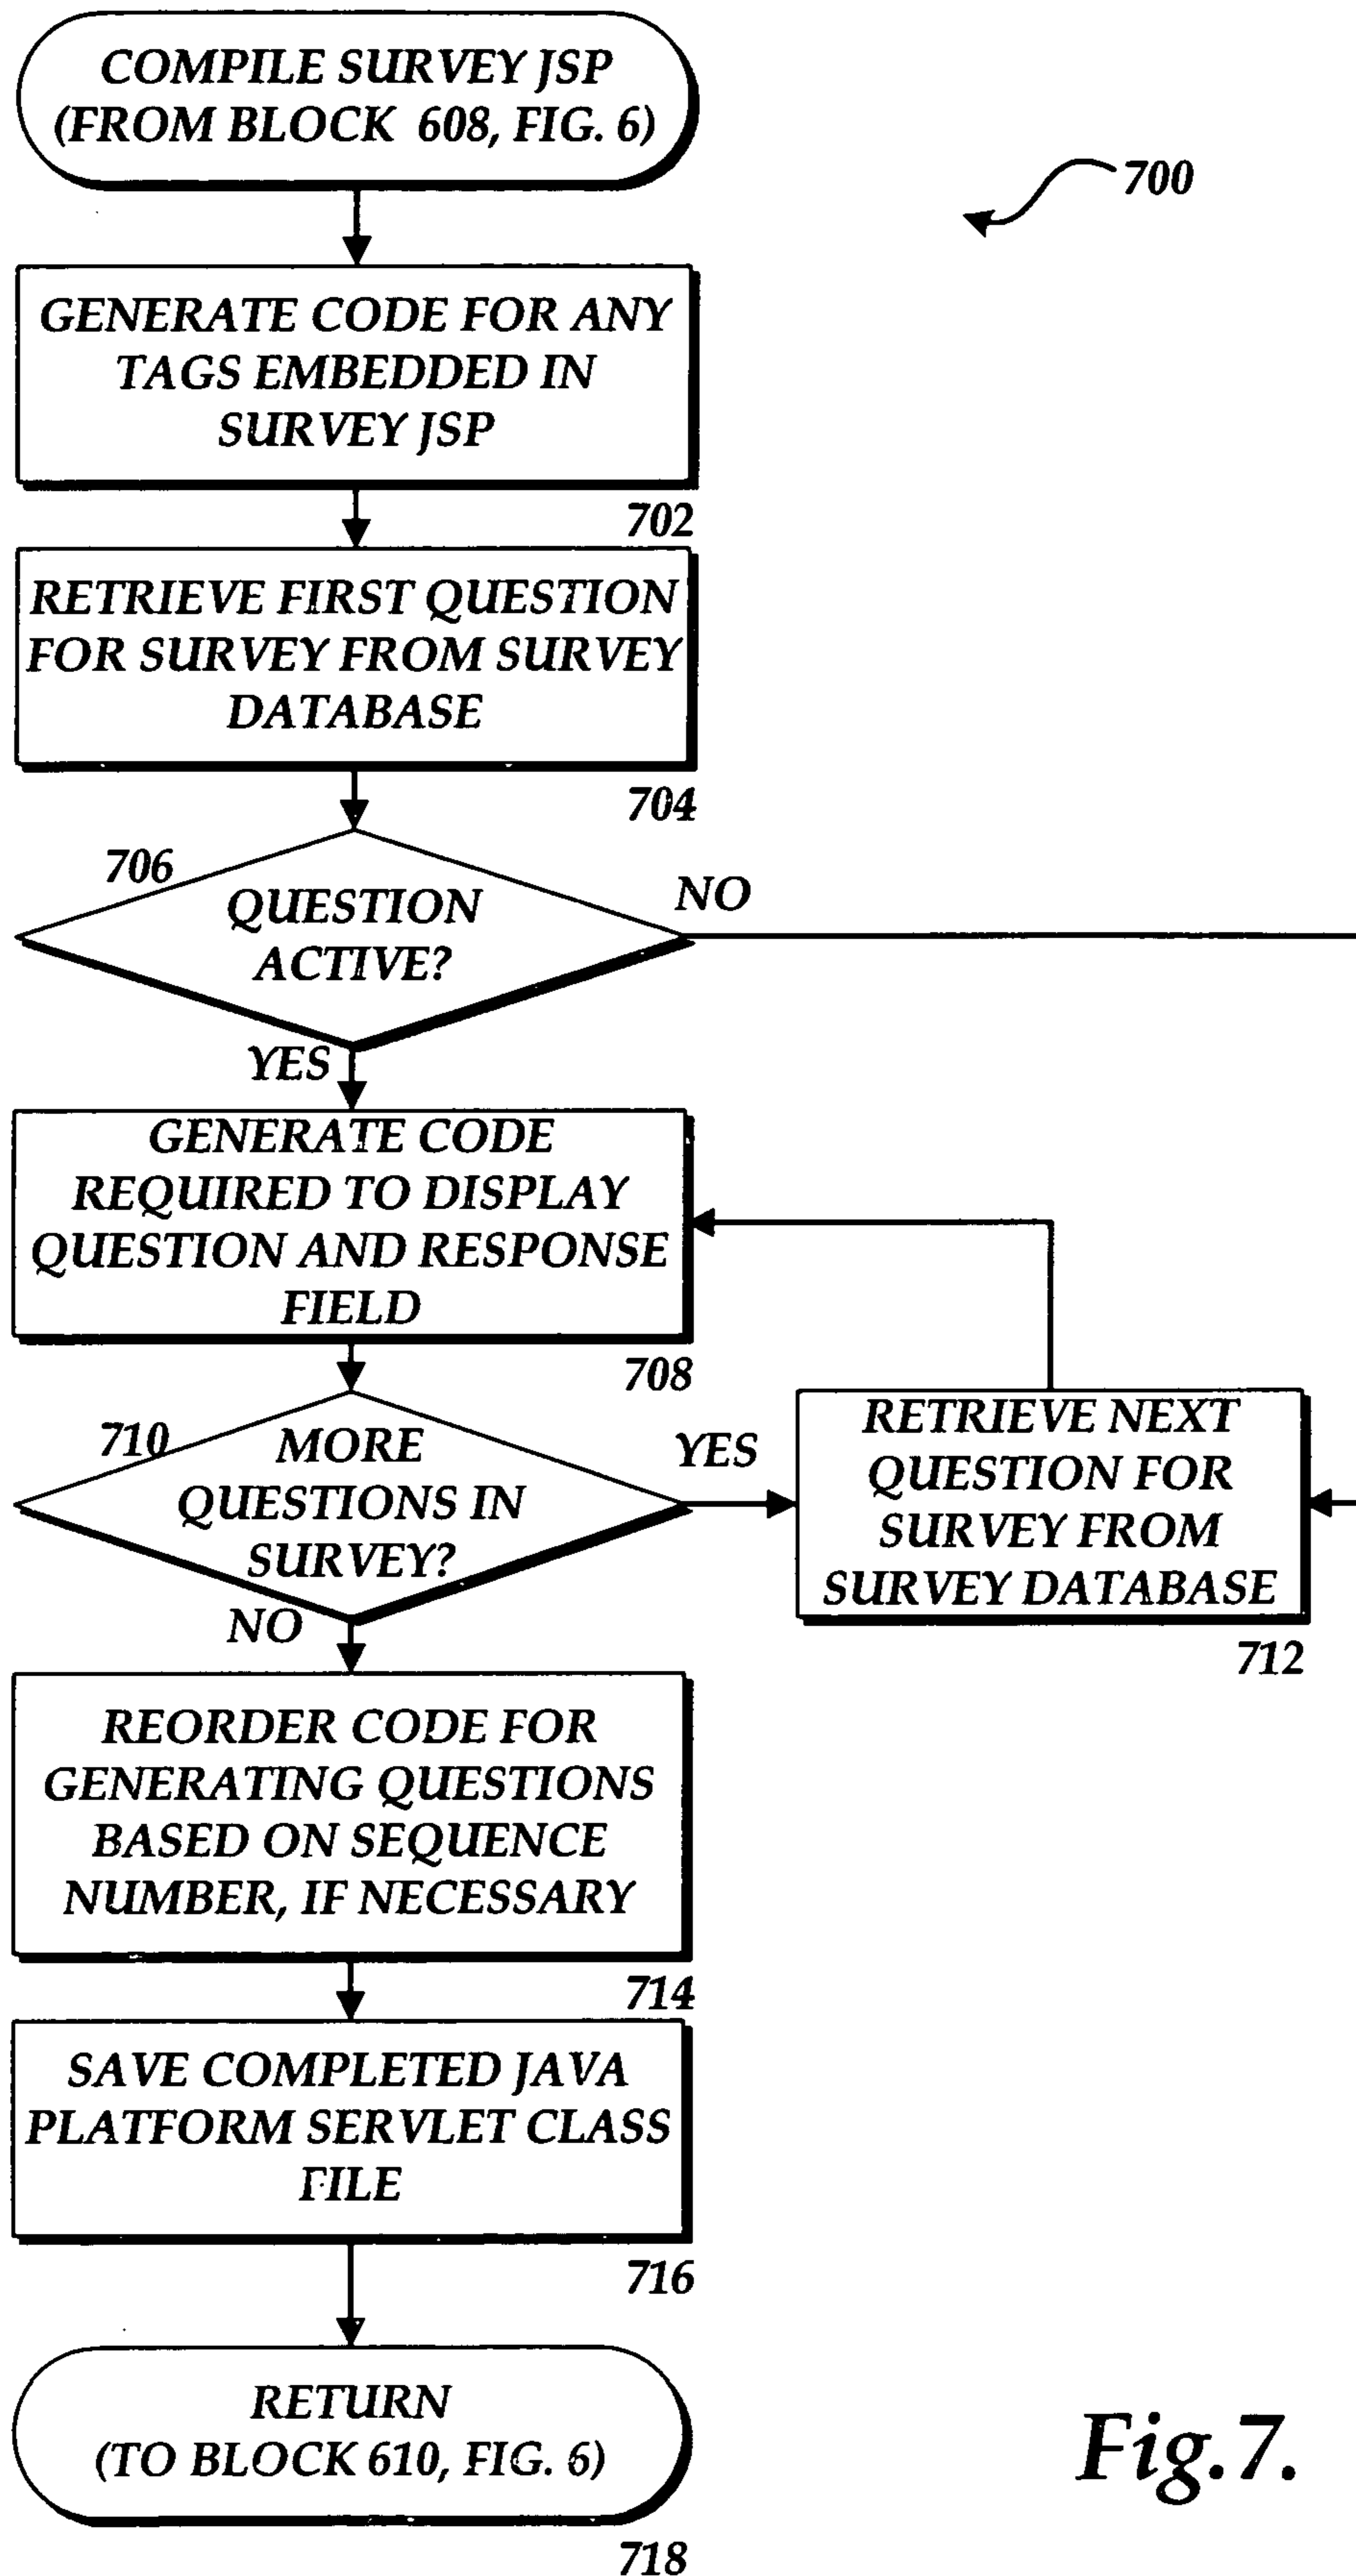 COMPILE SURVEY JSP
(FROM BLOCK 608, FIG. 6)
700
GENERATE CODE FOR ANY
TAGS EMBEDDED IN
SURVEY JSP
702
RETRIEVE FIRST QUESTION
FOR SURVEY FROM SURVEY
DATABASE
704
706
QUESTION
ACTIVE?
NO
YES
GENERATE CODE
REQUIRED TO DISPLAY
QUESTION AND RESPONSE
FIELD
708
710
MORE
QUESTIONS IN
SURVEY?
YES
NO
RETRIEVE NEXT
QUESTION FOR
SURVEY FROM
SURVEY DATABASE
712
REORDER CODE FOR
GENERATING QUESTIONS
BASED ON SEQUENCE
NUMBER, IF NECESSARY
714
SAVE COMPLETED JAVA
PLATFORM SERVLET CLASS
FILE
716
RETURN
(TO BLOCK 610, FIG. 6)
718
Fig.7.